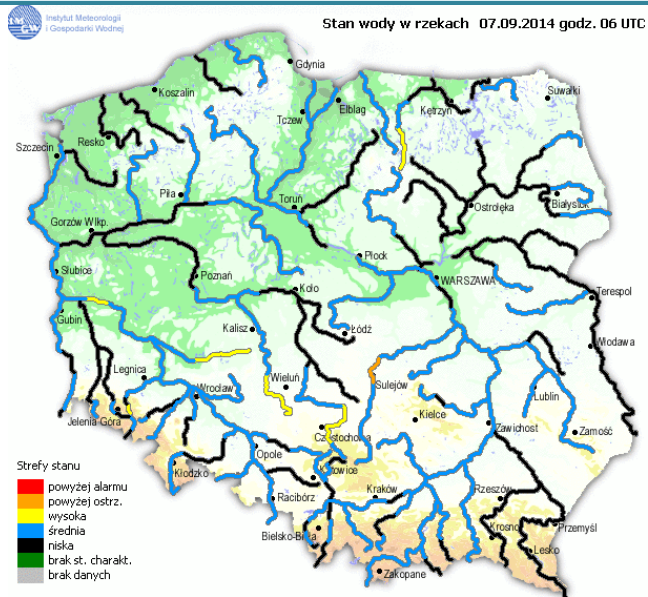 Instytut Meteorologii
i Gospodarki Wodnej
Stan wody w rzekach 07.09.2014 godz. 06 UTC
Gdynia
Koszalin
Suwałki
Elbląg
Kętrzyn
Tczew
Resko
Szczecin
Piła
Toruń
Ostrołęka
Białystok
Gorzów Wlkp.
Płock
Słubice
Poznań
WARSZAWA
Koło
Terespol
Gubin
Kalisz
Łódź
Włodawa
Legnica
Wrocław
Wieluń
Sulejów
Lublin
Jelenia Góra
Kielce
Zawichost
Zamość
Częstochowa
Opole
Kłodzko
Katowice
Racibórz
Kraków
Rzeszów
Bielsko-Biała
Krosno
Przemyśl
Lesko
Zakopane
Strefy stanu
powyżej alarmu
powyżej ostrz.
wysoka
średnia
niska
brak st. charakt.
brak danych